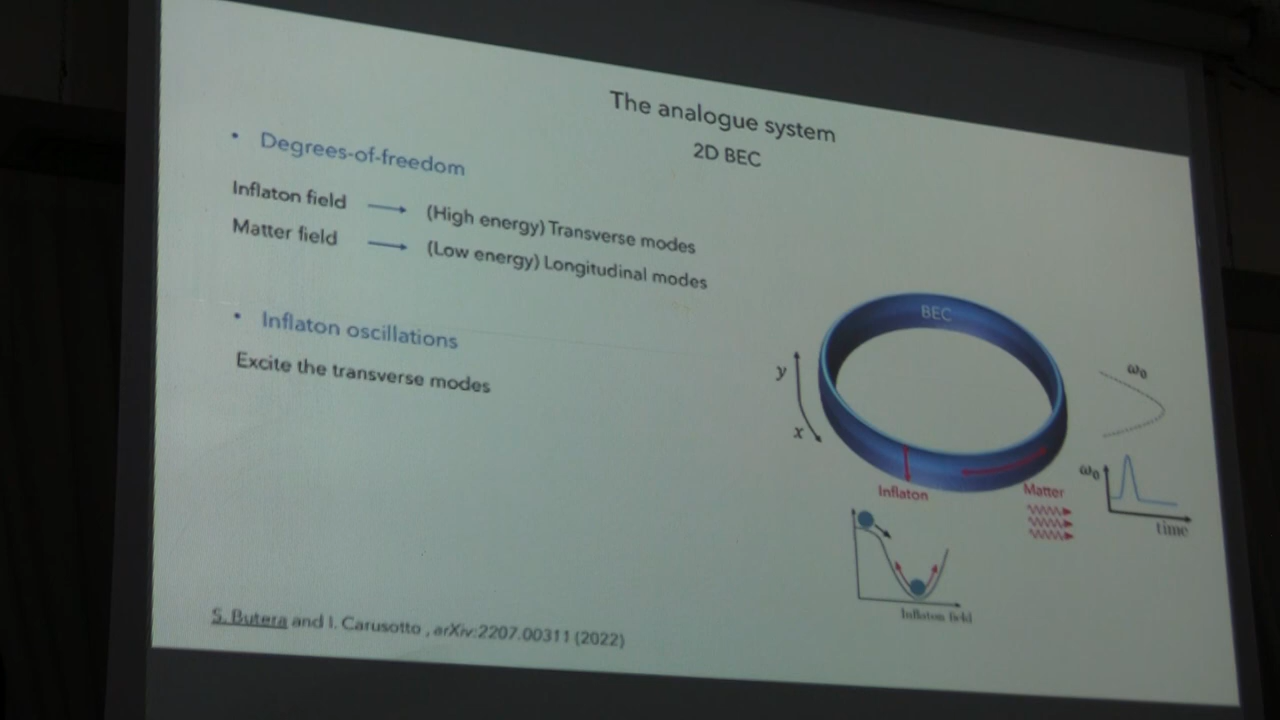 The analogue system
2D BEC
• Degrees-of-freedom
Inflaton field → (High energy) Transverse modes
Matter field → (Low energy) Longitudinal modes
• Inflaton oscillations
Excite the transverse modes
BEC
y
x
ω₀
Inflaton
Matter
ω₀
time
Inflaton field
S. Butera and I. Carusotto , arXiv:2207.00311 (2022)